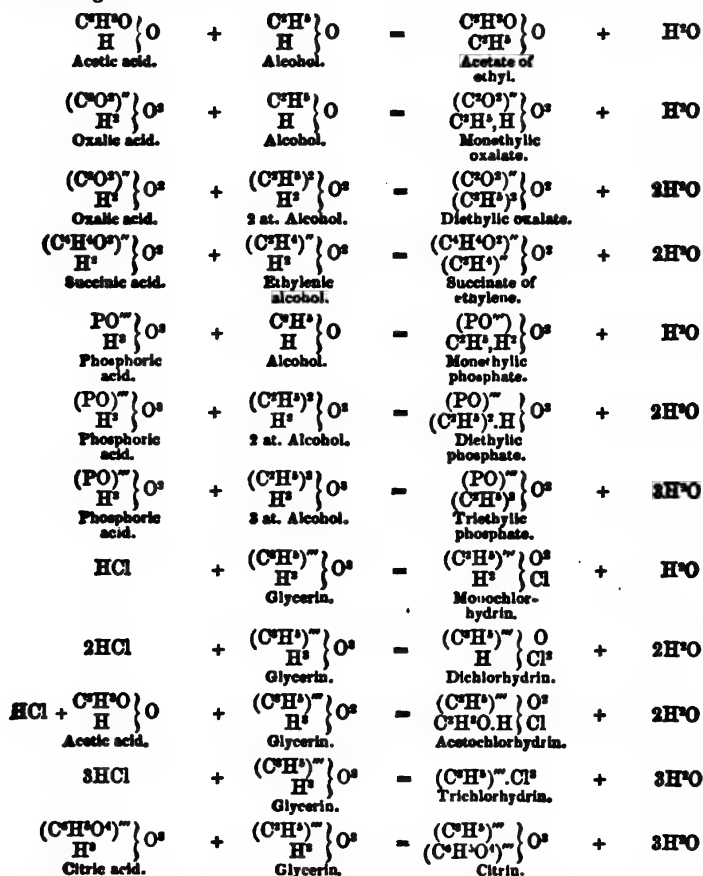 C²H³O + C²H⁵ = C²H³O + H²O
H } O H } O C²H⁵ } O
Acetic acid. Alcohol. Acetate of
ethyl.
(C²O²)″ + C²H⁵ = (C²O²)″ + H²O
H² } O² H } O C²H⁵,H } O²
Oxalic acid. Alcohol. Monethylic
oxalate.
(C²O²)″ + (C²H⁵)² = (C²O²)″ + 2H²O
H² } O² H² } O² (C²H⁵)² } O²
Oxalic acid. 2 at. Alcohol. Diethylic oxalate.
(C⁴H⁴O²)″ + (C²H⁴)″ = (C⁴H⁴O²)″ + 2H²O
H² } O² H² } O² (C²H⁴)″ } O²
Succinic acid. Ethylenic Succinate of
alcohol. ethylene.
PO‴ + C²H⁵ = (PO‴) + H²O
H³ } O³ H } O C²H⁵,H² } O³
Phosphoric Alcohol. Monethylic
acid. phosphate.
(PO)‴ + (C²H⁵)² = (PO)‴ + 2H²O
H³ } O³ H² } O² (C²H⁵)².H } O³
Phosphoric 2 at. Alcohol. Diethylic
acid. phosphate.
(PO)‴ + (C²H⁵)³ = (PO)‴ + 3H²O
H³ } O³ H³ } O³ (C²H⁵)³ } O³
Phosphoric 3 at. Alcohol. Triethylic
acid. phosphate.
HCl + (C³H⁵)‴ = (C³H⁵)‴ } O² + H²O
H³ } O³ H² } Cl
Glycerin. Monochlor-
hydrin.
2HCl + (C³H⁵)‴ = (C³H⁵)‴ } O + 2H²O
H³ } O³ H } Cl²
Glycerin. Dichlorhydrin.
HCl + C²H³O + (C³H⁵)‴ = (C³H⁵)‴ } O² + 2H²O
H } O H³ } O³ C²H³O.H } Cl
Acetic acid. Glycerin. Acetochlorhydrin.
3HCl + (C³H⁵)‴ = (C³H⁵)‴.Cl³ + 3H²O
H³ } O³ Trichlorhydrin.
Glycerin.
(C⁶H⁵O⁴)‴ + (C³H⁵)‴ = (C³H⁵)‴ + 3H²O
H³ } O³ H³ } O³ (C⁶H⁵O⁴)‴ } O³
Citric acid. Glycerin. Citrin.